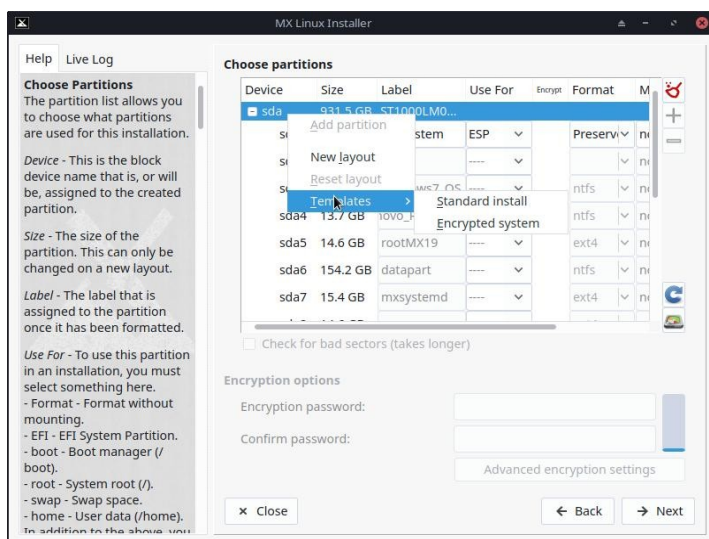 MX Linux Installer
Help Live Log
Choose Partitions
The partition list allows you
to choose what partitions
are used for this installation.
Device - This is the block
device name that is, or will
be, assigned to the created
partition.
Size - The size of the
partition. This can only be
changed on a new layout.
Label - The label that is
assigned to the partition
once it has been formatted.
Use For - To use this partition
in an installation, you must
select something here.
- Format - Format without
mounting.
- EFI - EFI System Partition.
- boot - Boot manager (/
boot).
- root - System root (/).
- swap - Swap space.
- home - User data (/home).
In addition to the above, you
Choose partitions
Device Size Label Use For Encrypt Format M
sda 931.5 GB ST1000LM0...
Add partition
stem ESP Preserv
New layout
----
Reset layout
ws7_OS ---- ntfs
Templates
Standard install
Encrypted system
sda4 13.7 GB ntfs
sda5 14.6 GB rootMX19 ---- ext4
sda6 154.2 GB datapart ---- ntfs
sda7 15.4 GB mxsystemd ---- ext4
Check for bad sectors (takes longer)
Encryption options
Encryption password:
Confirm password:
Advanced encryption settings
Close Back Next